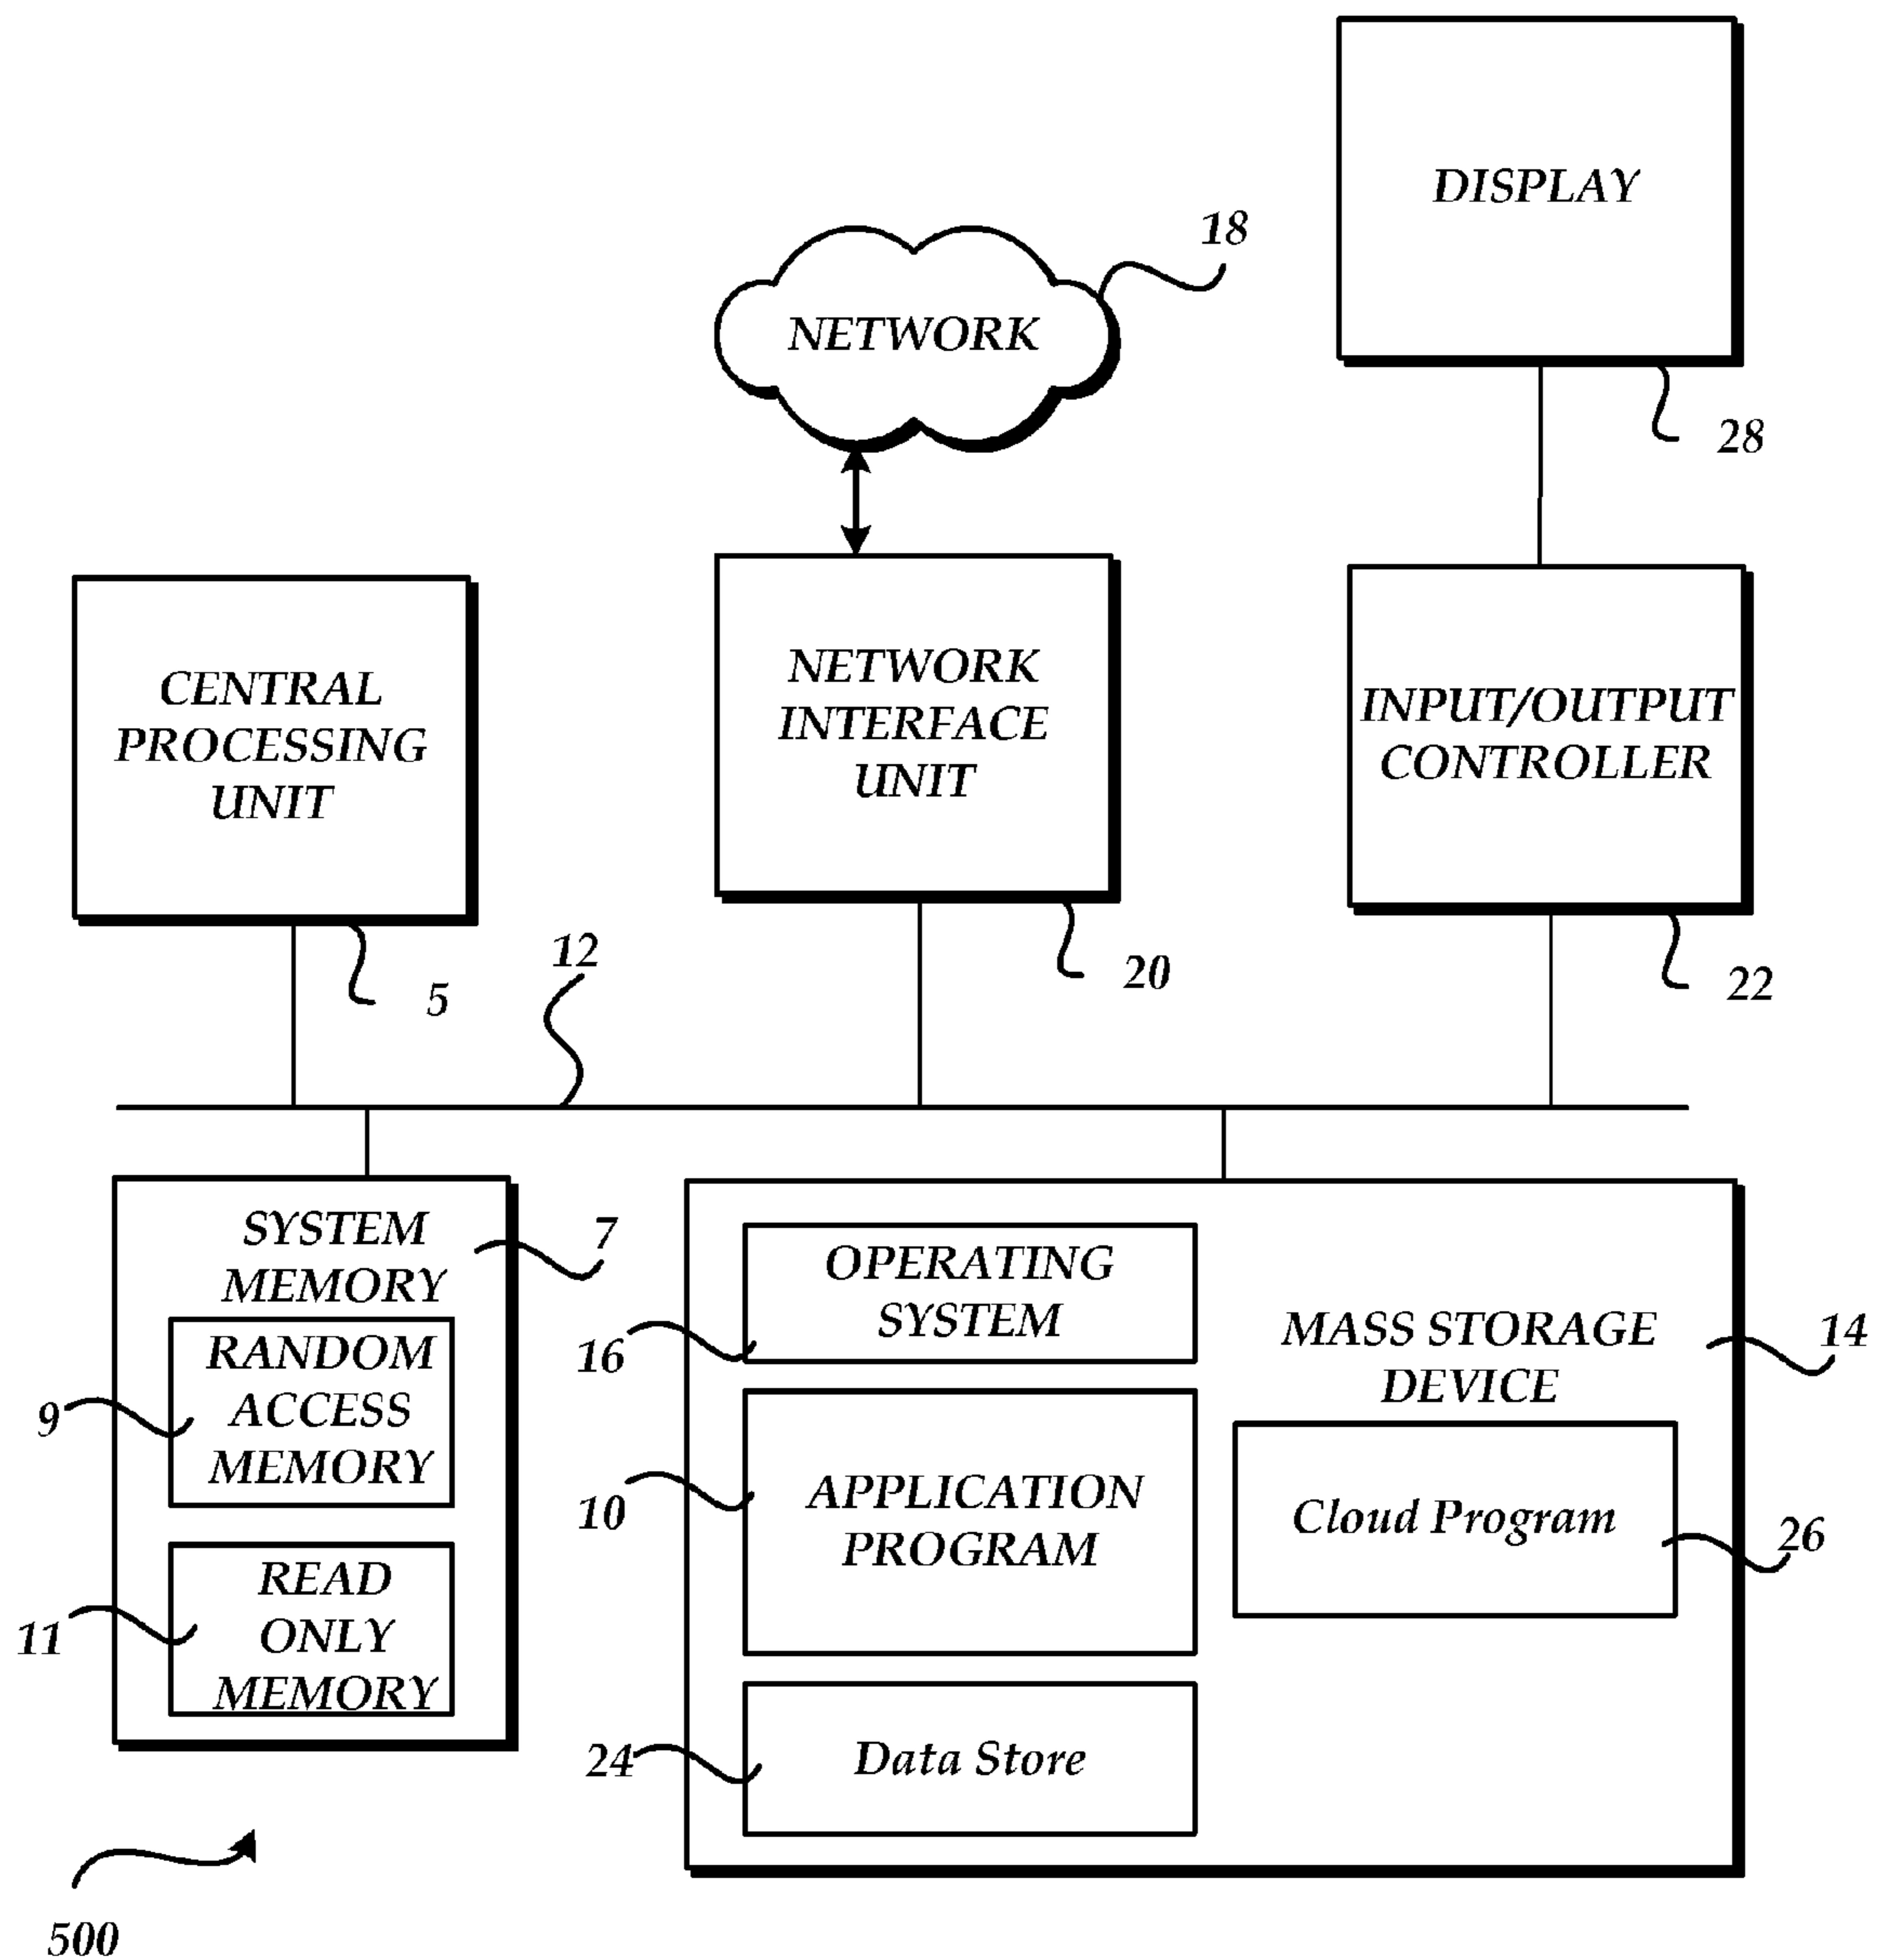 DISPLAY
28
18
NETWORK
CENTRAL
PROCESSING
UNIT
5
NETWORK
INTERFACE
UNIT
20
INPUT/OUTPUT
CONTROLLER
22
12
SYSTEM
MEMORY
7
RANDOM
ACCESS
MEMORY
9
READ
ONLY
MEMORY
11
OPERATING
SYSTEM
16
MASS STORAGE
DEVICE
14
APPLICATION
PROGRAM
10
Cloud Program
26
Data Store
24
500